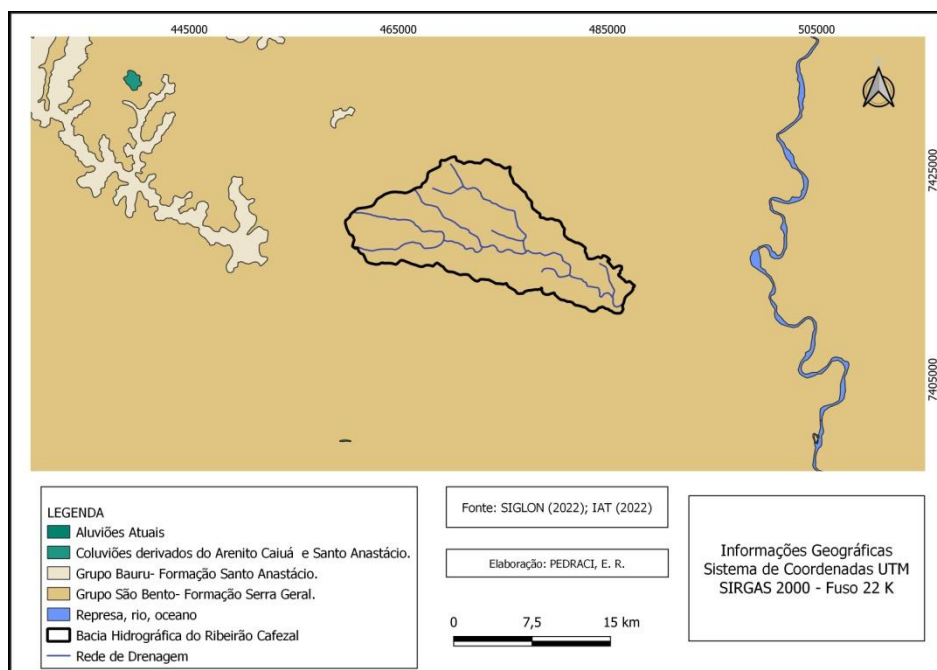 445000 465000 485000 505000
7425000
7405000
LEGENDA
Aluviões Atuais
Coluviões derivados do Arenito Caiuá e Santo Anastácio.
Grupo Bauru- Formação Santo Anastácio.
Grupo São Bento- Formação Serra Geral.
Represa, rio, oceano
Bacia Hidrográfica do Ribeirão Cafezal
Rede de Drenagem
Fonte: SIGLON (2022); IAT (2022)
Elaboração: PEDRACI, E. R.
0 7,5 15 km
Informações Geográficas
Sistema de Coordenadas UTM
SIRGAS 2000 - Fuso 22 K